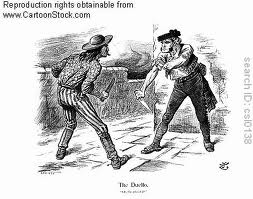 Reproduction rights obtainable from
www.CartoonStock.com
The Duello.
search ID: csl0138